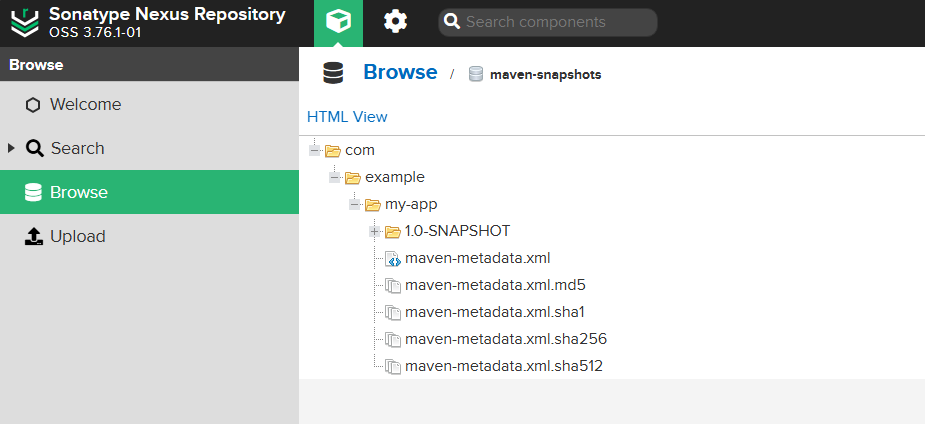 Sonatype Nexus Repository
OSS 3.76.1-01
Search components
Browse
Welcome
Search
Browse
Upload
Browse / maven-snapshots
HTML View
com
example
my-app
1.0-SNAPSHOT
maven-metadata.xml
maven-metadata.xml.md5
maven-metadata.xml.sha1
maven-metadata.xml.sha256
maven-metadata.xml.sha512